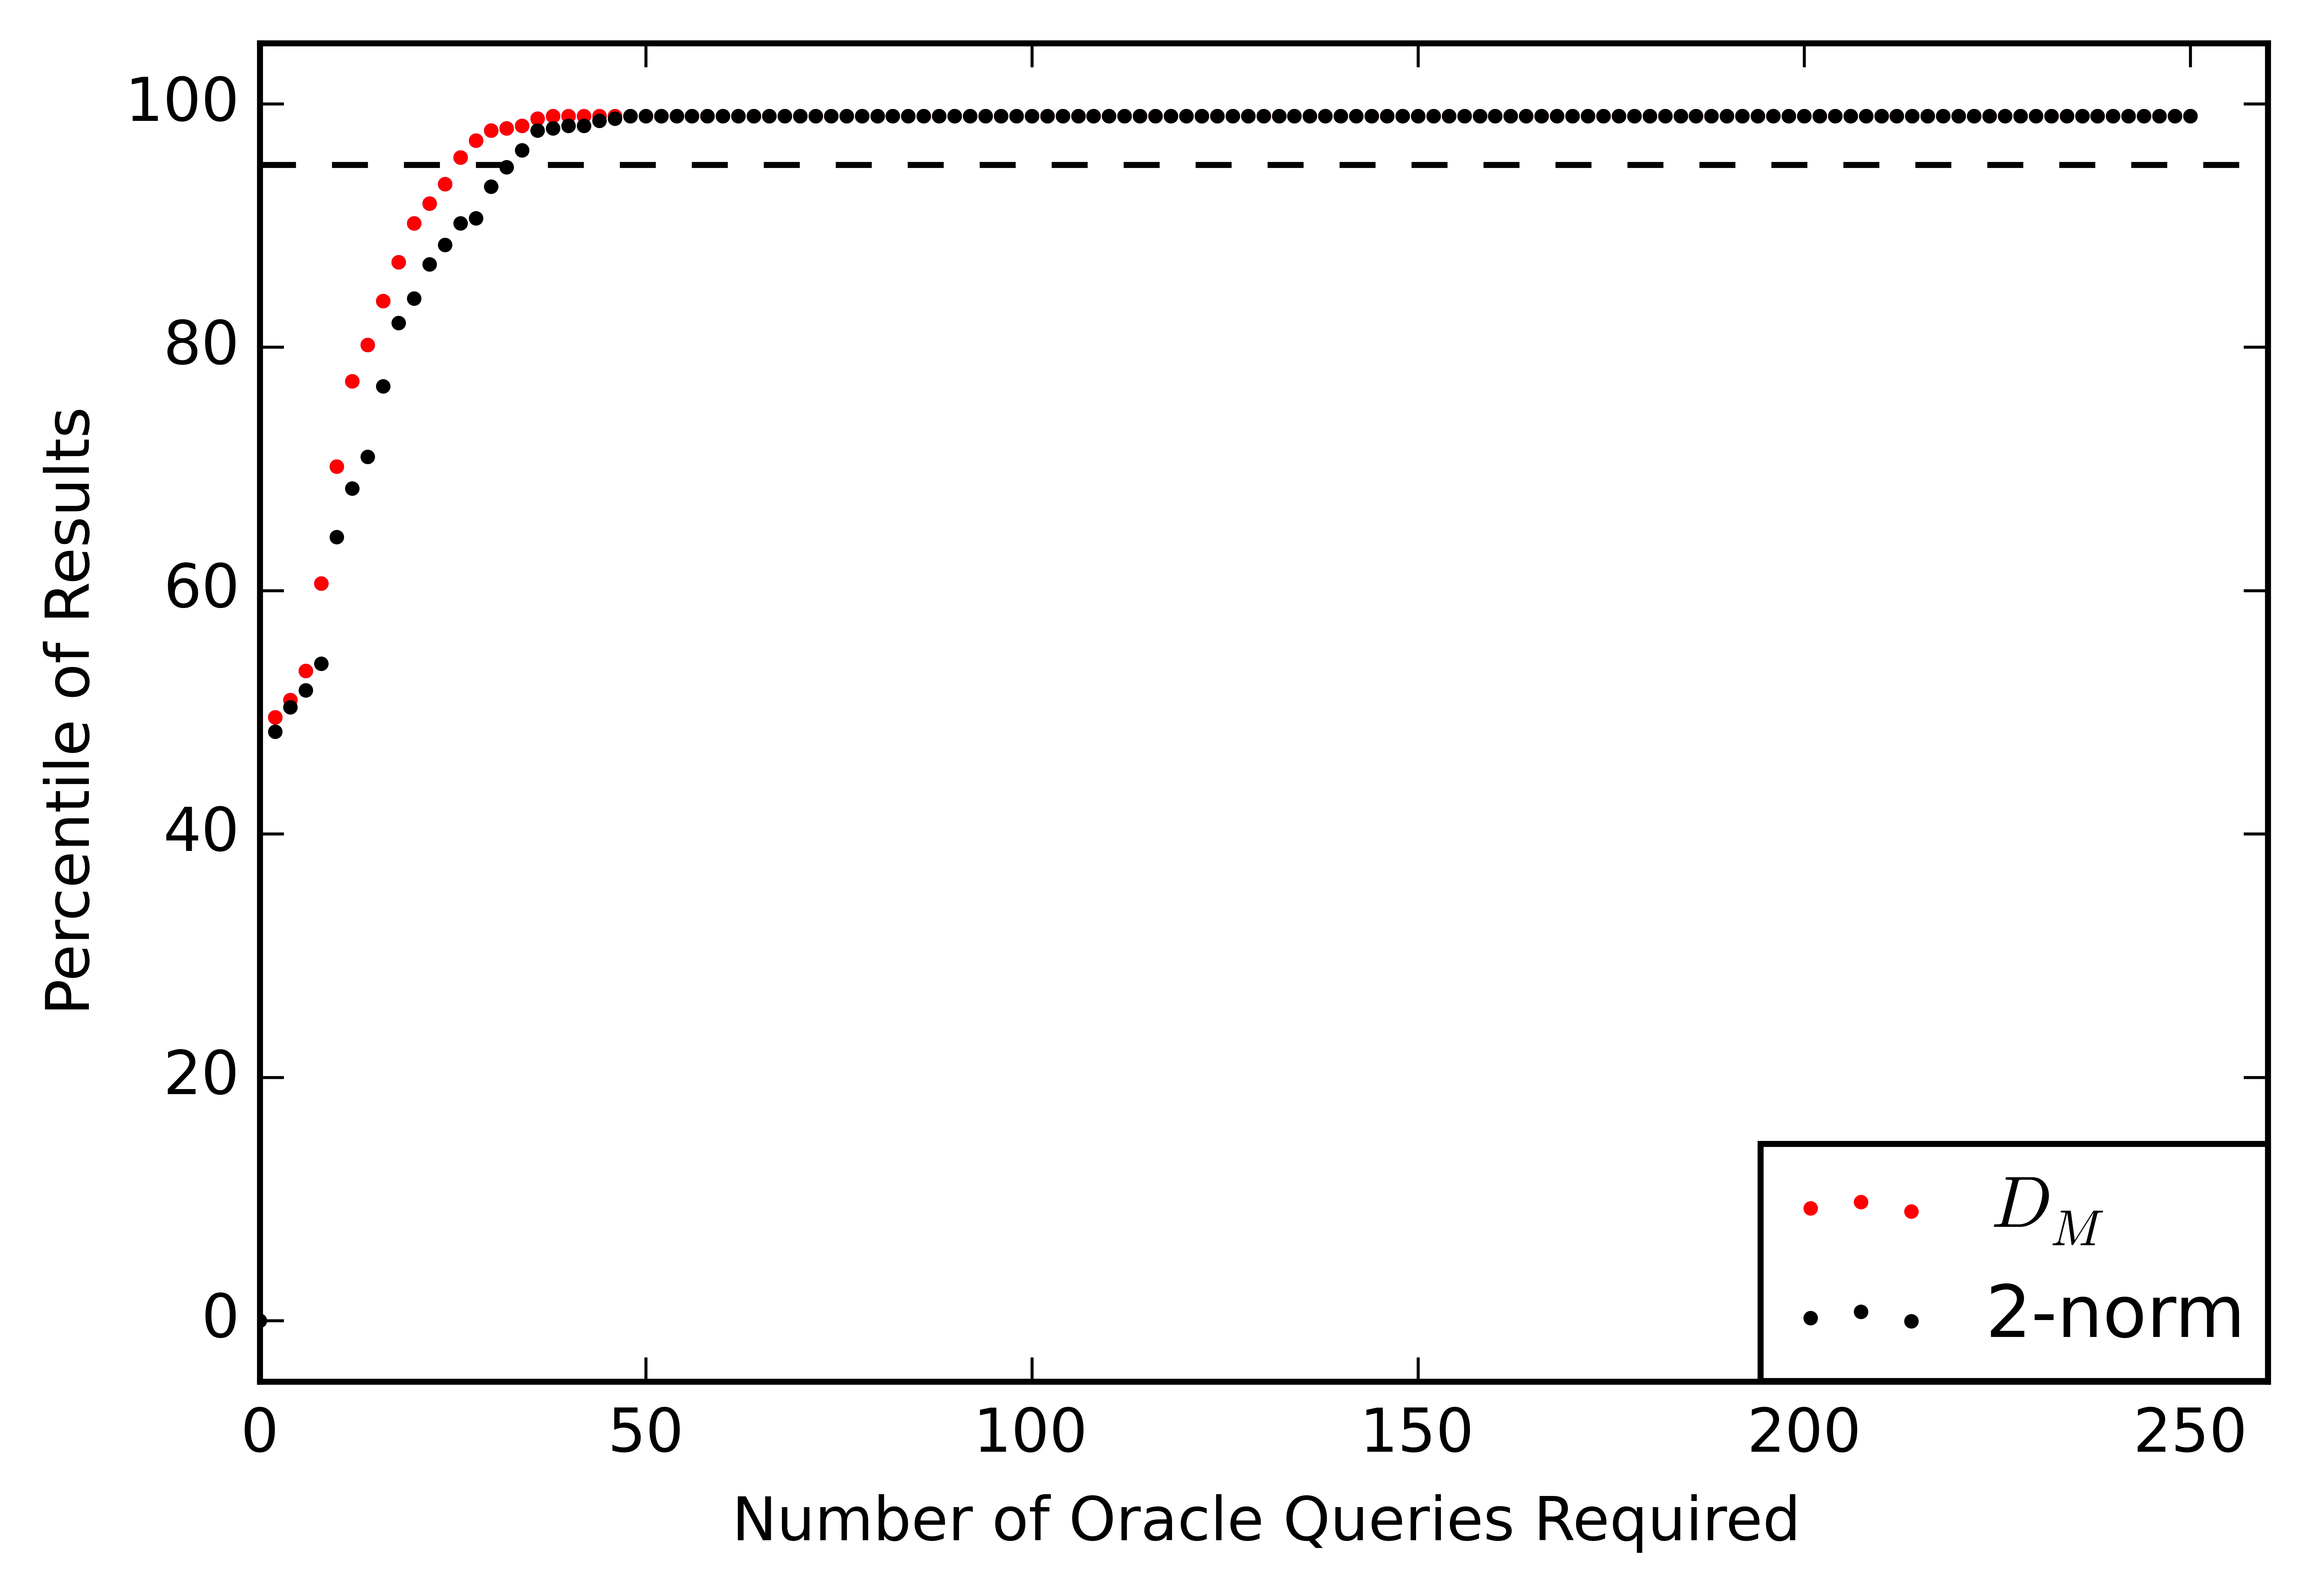 100
80
60
40
20
0
Percentile of Results
0 50 100 150 200 250
Number of Oracle Queries Required
D_M
2-norm